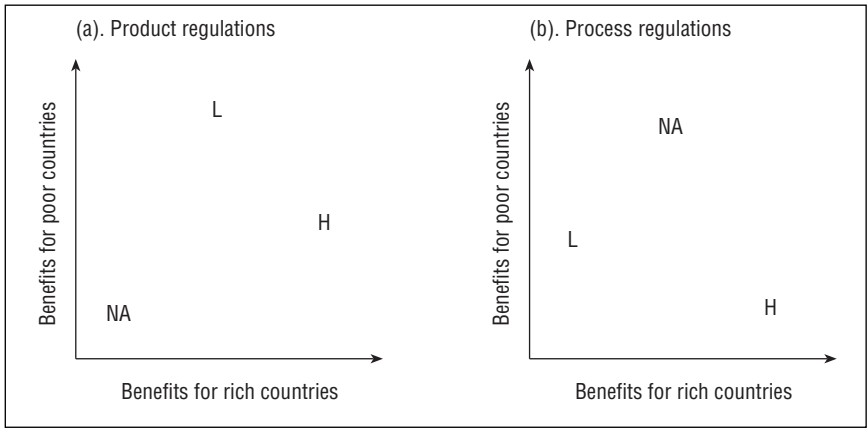 (a). Product regulations
Benefits for poor countries
L
H
NA
Benefits for rich countries
(b). Process regulations
Benefits for poor countries
NA
L
H
Benefits for rich countries